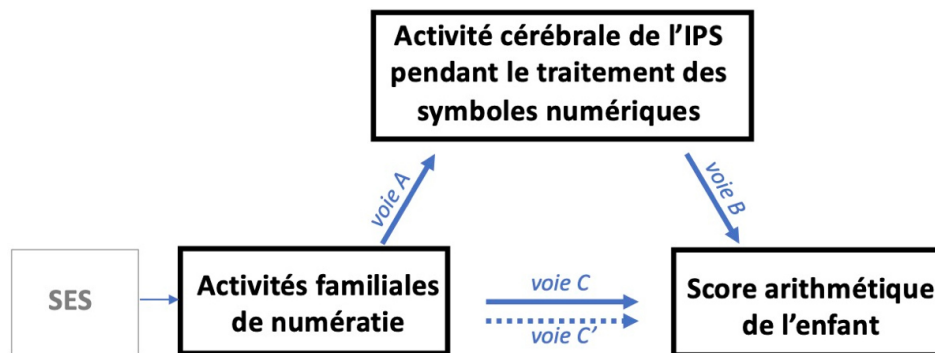 Activité cérébrale de l'IPS
pendant le traitement des
symboles numériques
voie A
voie B
SES
Activités familiales
de numératie
voie C
voie C'
Score arithmétique
de l'enfant